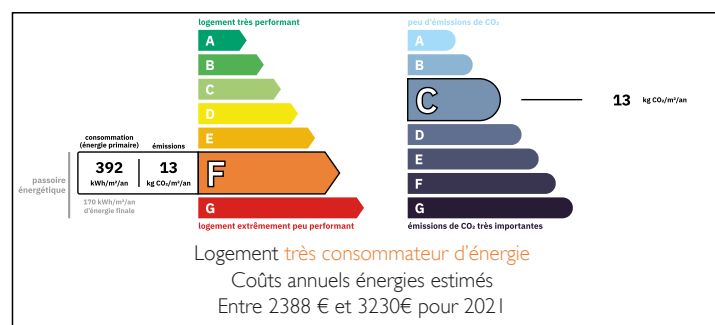 logement très performant
A
B
C
D
E
consommation
(énergie primaire)
émissions
passoire
énergétique
392
kWh/m²/an
13
kg CO₂/m²/an
F
170 kWh/m²/an
d'énergie finale
G
logement extrêmement peu performant
peu d'émissions de CO₂
A
B
C
13 kg CO₂/m²/an
D
E
F
G
émissions de CO₂ très importantes
Logement très consommateur d'énergie
Coûts annuels énergies estimés
Entre 2388 € et 3230€ pour 2021